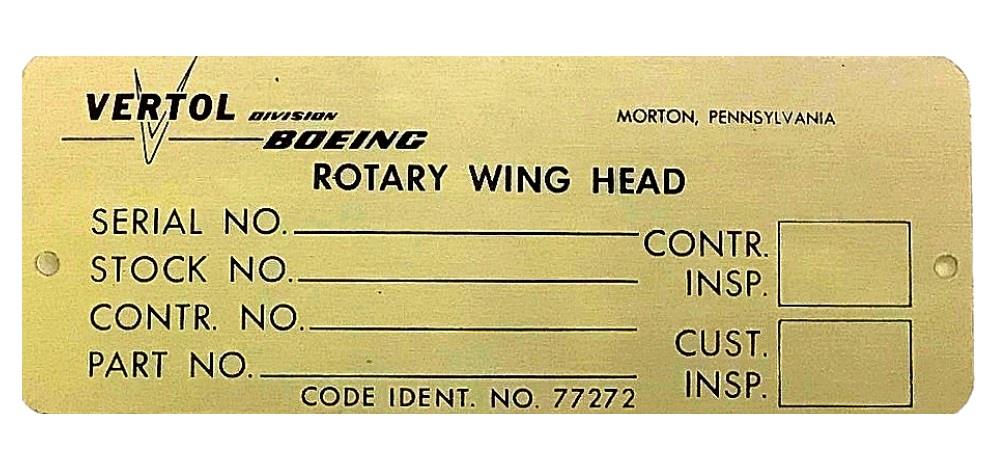 VERTOL DIVISION
BOEING
MORTON, PENNSYLVANIA
ROTARY WING HEAD
SERIAL NO.
STOCK NO.
CONTR. NO.
PART NO.
CONTR.
INSP.
CUST.
INSP.
CODE IDENT. NO. 77272